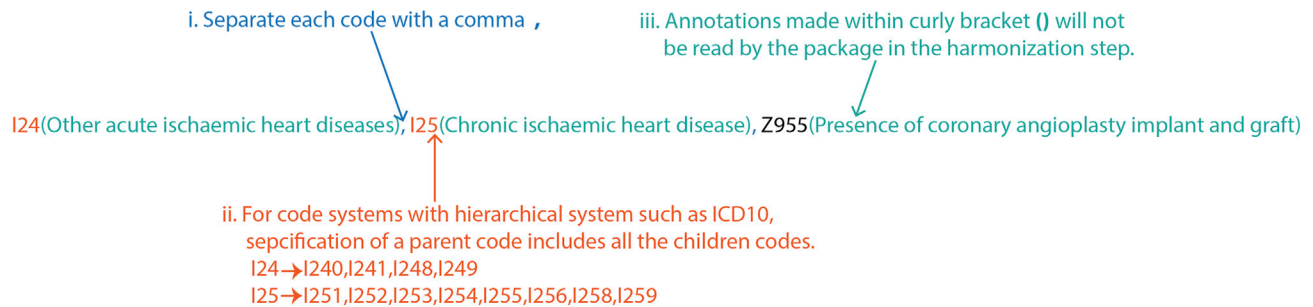 i. Separate each code with a comma ,
iii. Annotations made within curly bracket () will not
be read by the package in the harmonization step.
I24(Other acute ischaemic heart diseases), I25(Chronic ischaemic heart disease), Z955(Presence of coronary angioplasty implant and graft)
ii. For code systems with hierarchical system such as ICD10,
sepcification of a parent code includes all the children codes.
I24→I240,I241,I248,I249
I25→I251,I252,I253,I254,I255,I256,I258,I259